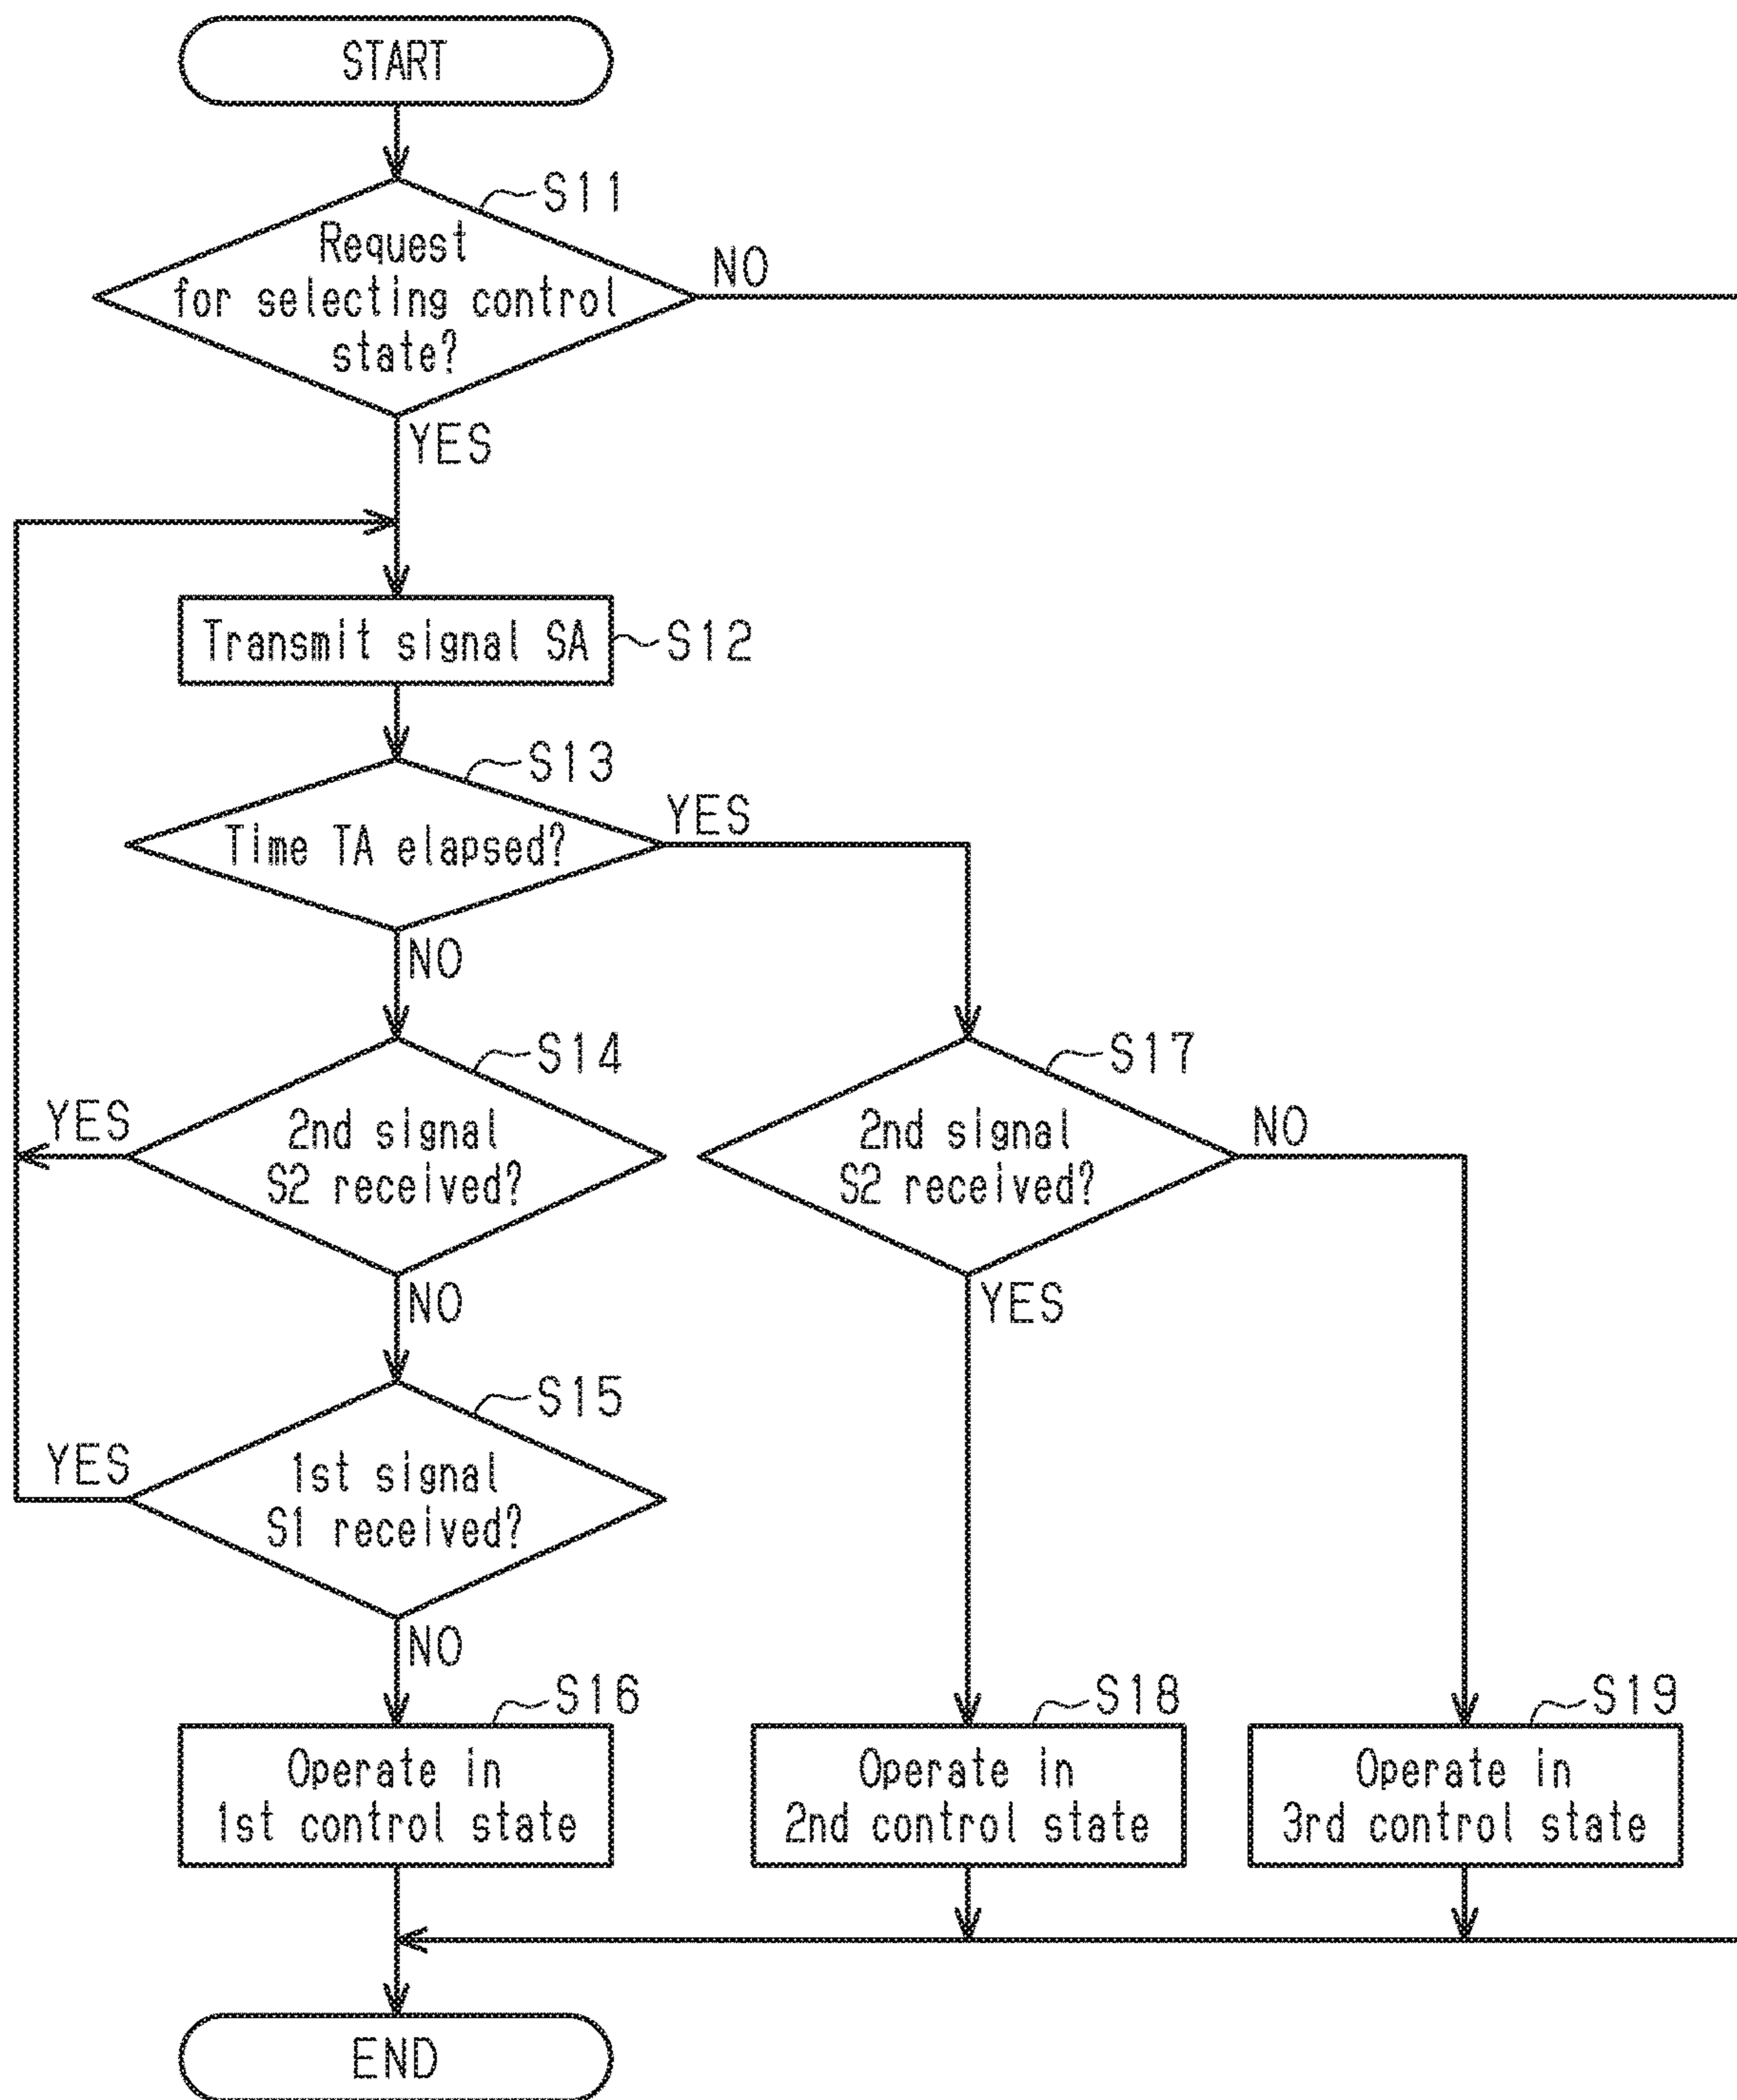 START
S11
Request
for selecting control
state?
NO
YES
Transmit signal SA
S12
S13
Time TA elapsed?
YES
NO
S14
2nd signal
S2 received?
YES
NO
S17
2nd signal
S2 received?
NO
YES
S15
1st signal
S1 received?
YES
NO
S16
Operate in
1st control state
S18
Operate in
2nd control state
S19
Operate in
3rd control state
END